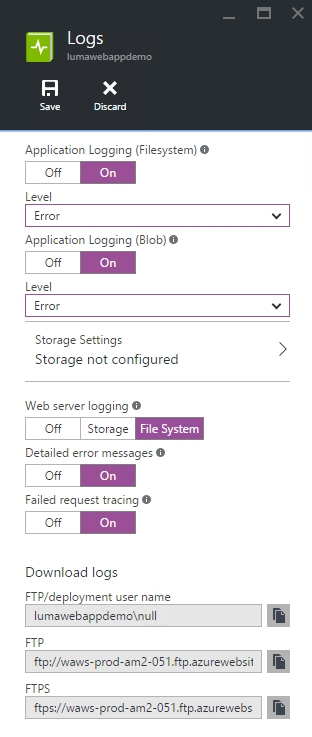 Logs
lumawebappdemo
Save Discard
Application Logging (Filesystem)
Off On
Level
Error
Application Logging (Blob)
Off On
Level
Error
Storage Settings
Storage not configured
Web server logging
Off Storage File System
Detailed error messages
Off On
Failed request tracing
Off On
Download logs
FTP/deployment user name
lumawebappdemo\null
FTP
ftp://waws-prod-am2-051.ftp.azurewebsit
FTPS
ftps://waws-prod-am2-051.ftp.azurewebs